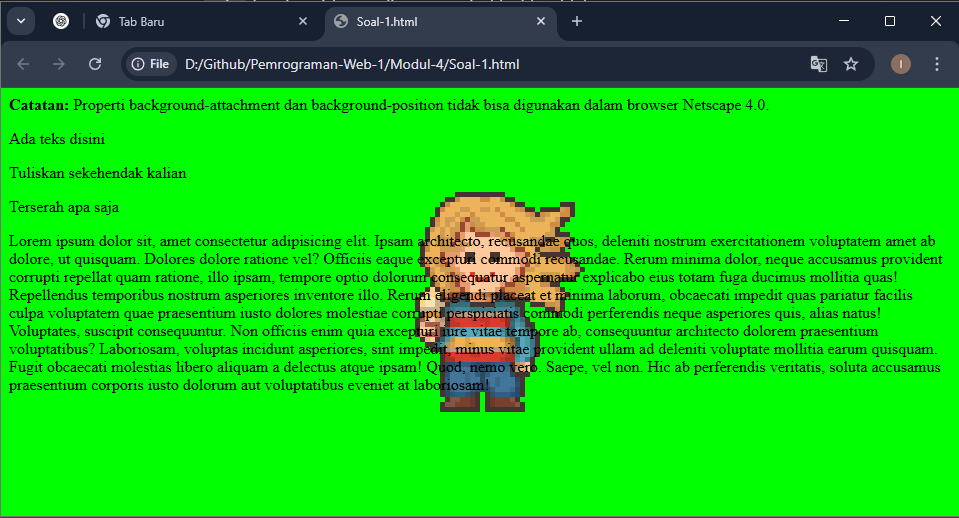 Tab Baru
Soal-1.html
File
D:/Github/Pemrograman-Web-1/Modul-4/Soal-1.html
I
Catatan: Properti background-attachment dan background-position tidak bisa digunakan dalam browser Netscape 4.0.
Ada teks disini
Tuliskan sekehendak kalian
Terserah apa saja
Lorem ipsum dolor sit, amet consectetur adipisicing elit. Ipsam architecto, recusandae quos, deleniti nostrum exercitationem voluptatem amet ab
dolore, ut quisquam. Dolores dolore ratione vel? Officiis eaque excepturi commodi recusandae. Rerum minima dolor, neque accusamus provident
corrupti repellat quam ratione, illo ipsam, tempore optio dolorum consequatur aspernatur explicabo eius totam fuga ducimus mollitia quas!
Repellendus temporibus nostrum asperiores inventore illo. Rerum eligendi placeat et minima laborum, obcaecati impedit quas pariatur facilis
culpa voluptatem quae praesentium iusto dolores molestiae corrupti perspiciatis commodi perferendis neque asperiores quis, alias natus!
Voluptates, suscipit consequuntur. Non officiis enim quia excepturi iure vitae tempore ab, consequuntur architecto dolorem praesentium
voluptatibus? Laboriosam, voluptas incidunt asperiores, sint impedit, minus vitae provident ullam ad deleniti voluptate mollitia earum quisquam.
Fugit obcaecati molestias libero aliquam a delectus atque ipsam! Quod, nemo vero. Saepe, vel non. Hic ab perferendis veritatis, soluta accusamus
praesentium corporis iusto dolorum aut voluptatibus eveniet at laboriosam!